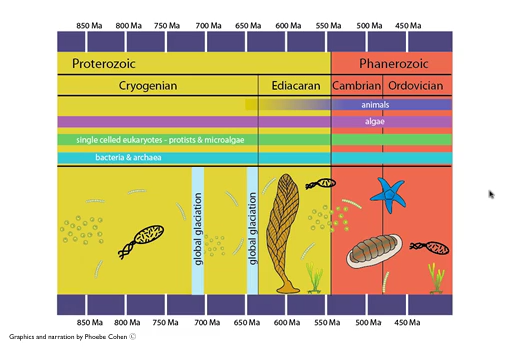 850 Ma 800 Ma 750 Ma 700 Ma 650 Ma 600 Ma 550 Ma 500 Ma 450 Ma
Proterozoic Phanerozoic
Cryogenian Ediacaran Cambrian Ordovician
animals
algae
single celled eukaryotes - protists & microalgae
bacteria & archaea
global glaciation
global glaciation
850 Ma 800 Ma 750 Ma 700 Ma 650 Ma 600 Ma 550 Ma 500 Ma 450 Ma
Graphics and narration by Phoebe Cohen ©